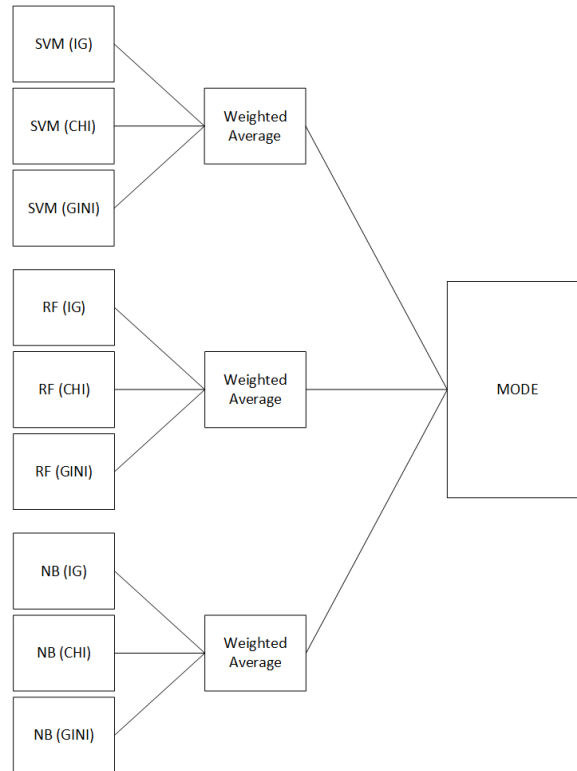 SVM (IG)
SVM (CHI)
SVM (GINI)
Weighted
Average
RF (IG)
RF (CHI)
RF (GINI)
Weighted
Average
NB (IG)
NB (CHI)
NB (GINI)
Weighted
Average
MODE